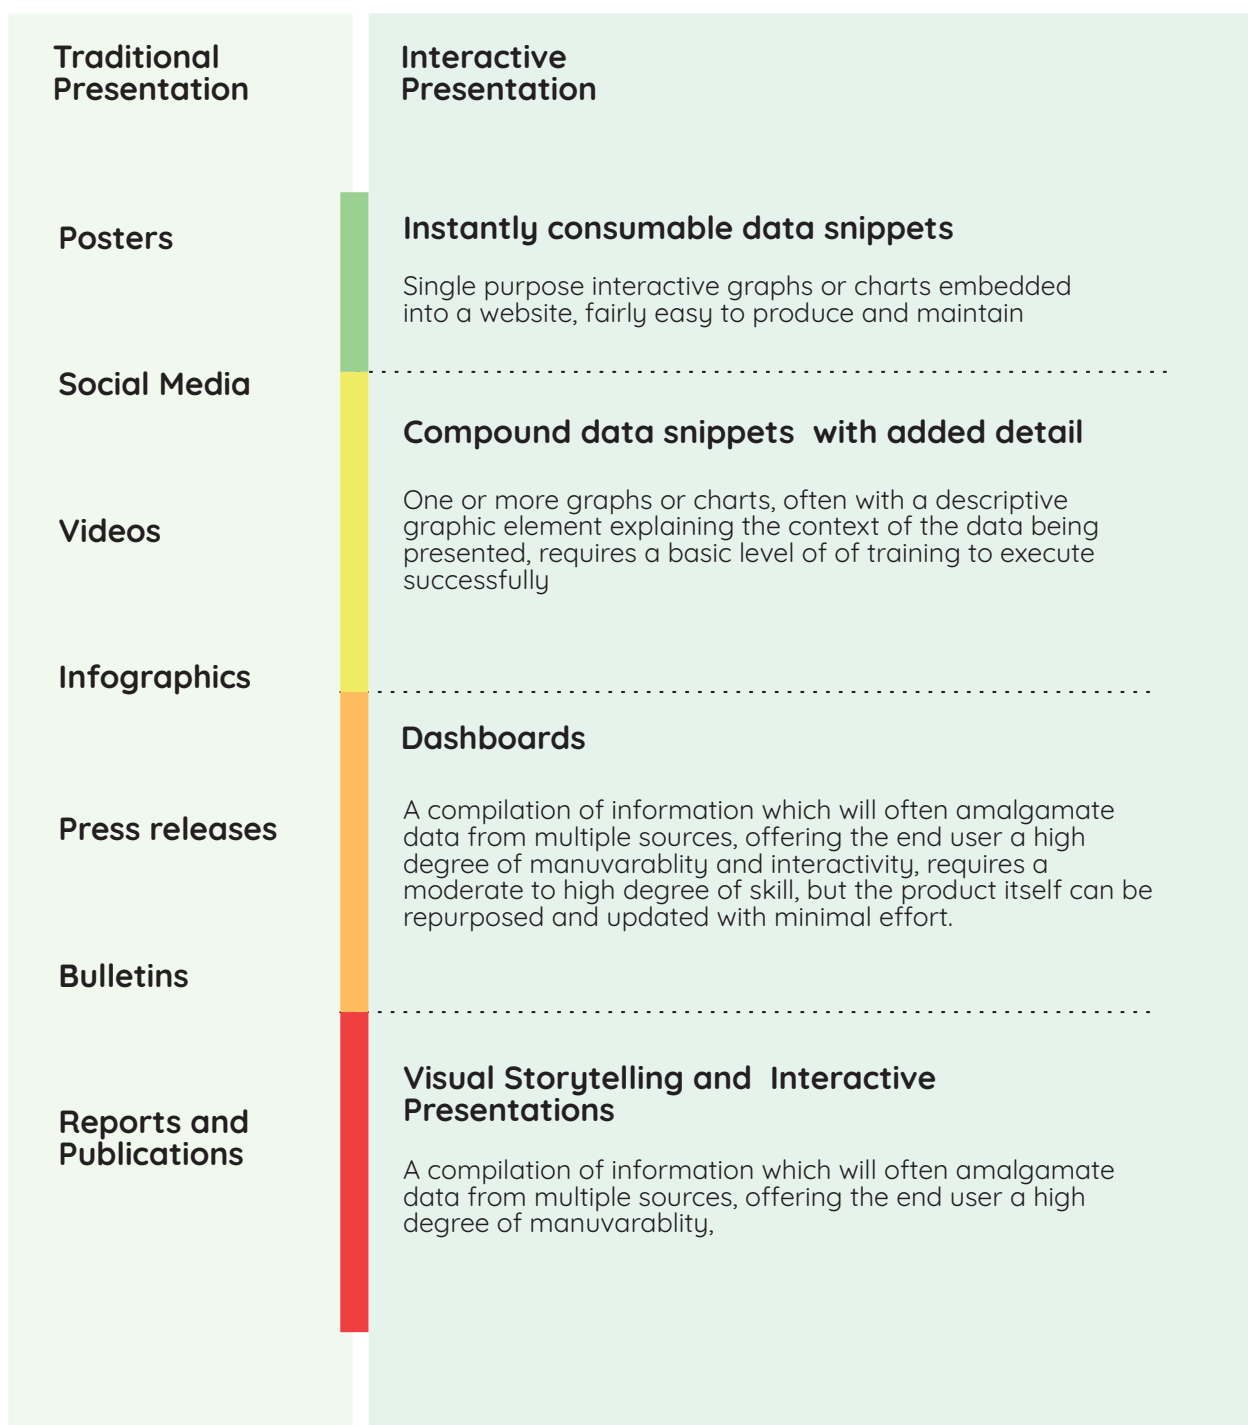 Traditional
Presentation
Interactive
Presentation
Posters
Instantly consumable data snippets
Single purpose interactive graphs or charts embedded
into a website, fairly easy to produce and maintain
Social Media
Compound data snippets  with added detail
One or more graphs or charts, often with a descriptive
graphic element explaining the context of the data being
presented, requires a basic level of of training to execute
successfully
Videos
Infographics
Dashboards
A compilation of information which will often amalgamate
data from multiple sources, offering the end user a high
degree of manuvarablity and interactivity, requires a
moderate to high degree of skill, but the product itself can be
repurposed and updated with minimal effort.
Press releases
Bulletins
Visual Storytelling and  Interactive
Presentations
Reports and
Publications
A compilation of information which will often amalgamate
data from multiple sources, offering the end user a high
degree of manuvarablity,